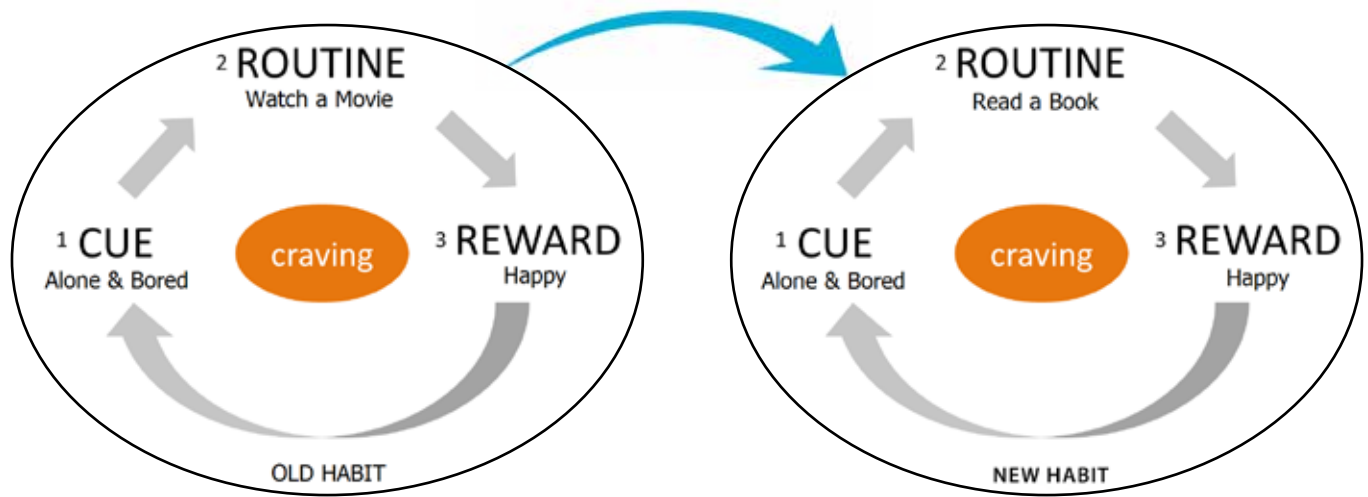 2 ROUTINE
Watch a Movie
1 CUE
Alone & Bored
craving
3 REWARD
Happy
OLD HABIT
2 ROUTINE
Read a Book
1 CUE
Alone & Bored
craving
3 REWARD
Happy
NEW HABIT